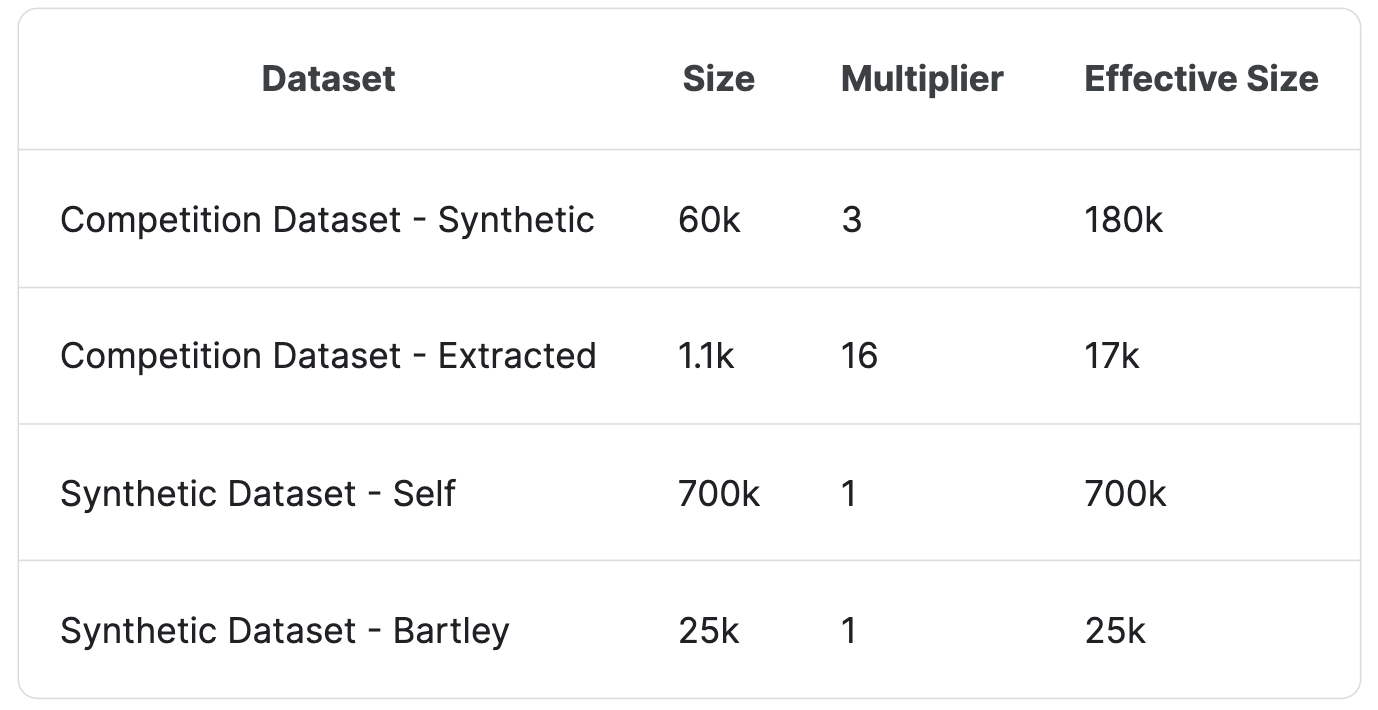 Dataset Size Multiplier Effective Size
Competition Dataset - Synthetic 60k 3 180k
Competition Dataset - Extracted 1.1k 16 17k
Synthetic Dataset - Self 700k 1 700k
Synthetic Dataset - Bartley 25k 1 25k